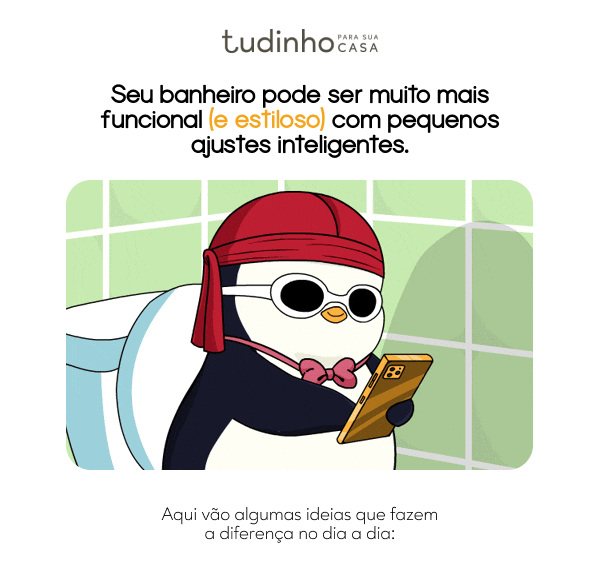 tudinho PARA SUA CASA
Seu banheiro pode ser muito mais
funcional (e estiloso) com pequenos
ajustes inteligentes.
Aqui vão algumas ideias que fazem
a diferença no dia a dia: